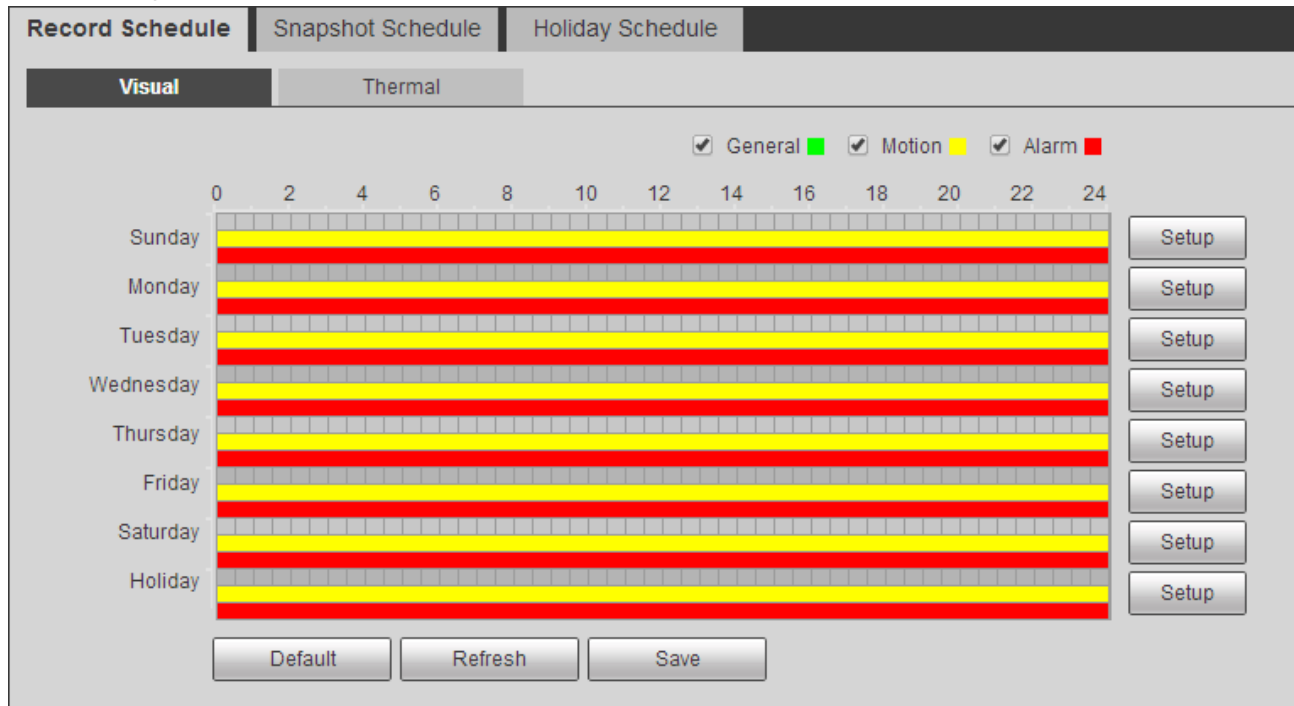 Record Schedule Snapshot Schedule Holiday Schedule
Visual Thermal
General Motion Alarm
0 2 4 6 8 10 12 14 16 18 20 22 24
Sunday Setup
Monday Setup
Tuesday Setup
Wednesday Setup
Thursday Setup
Friday Setup
Saturday Setup
Holiday Setup
Default Refresh Save